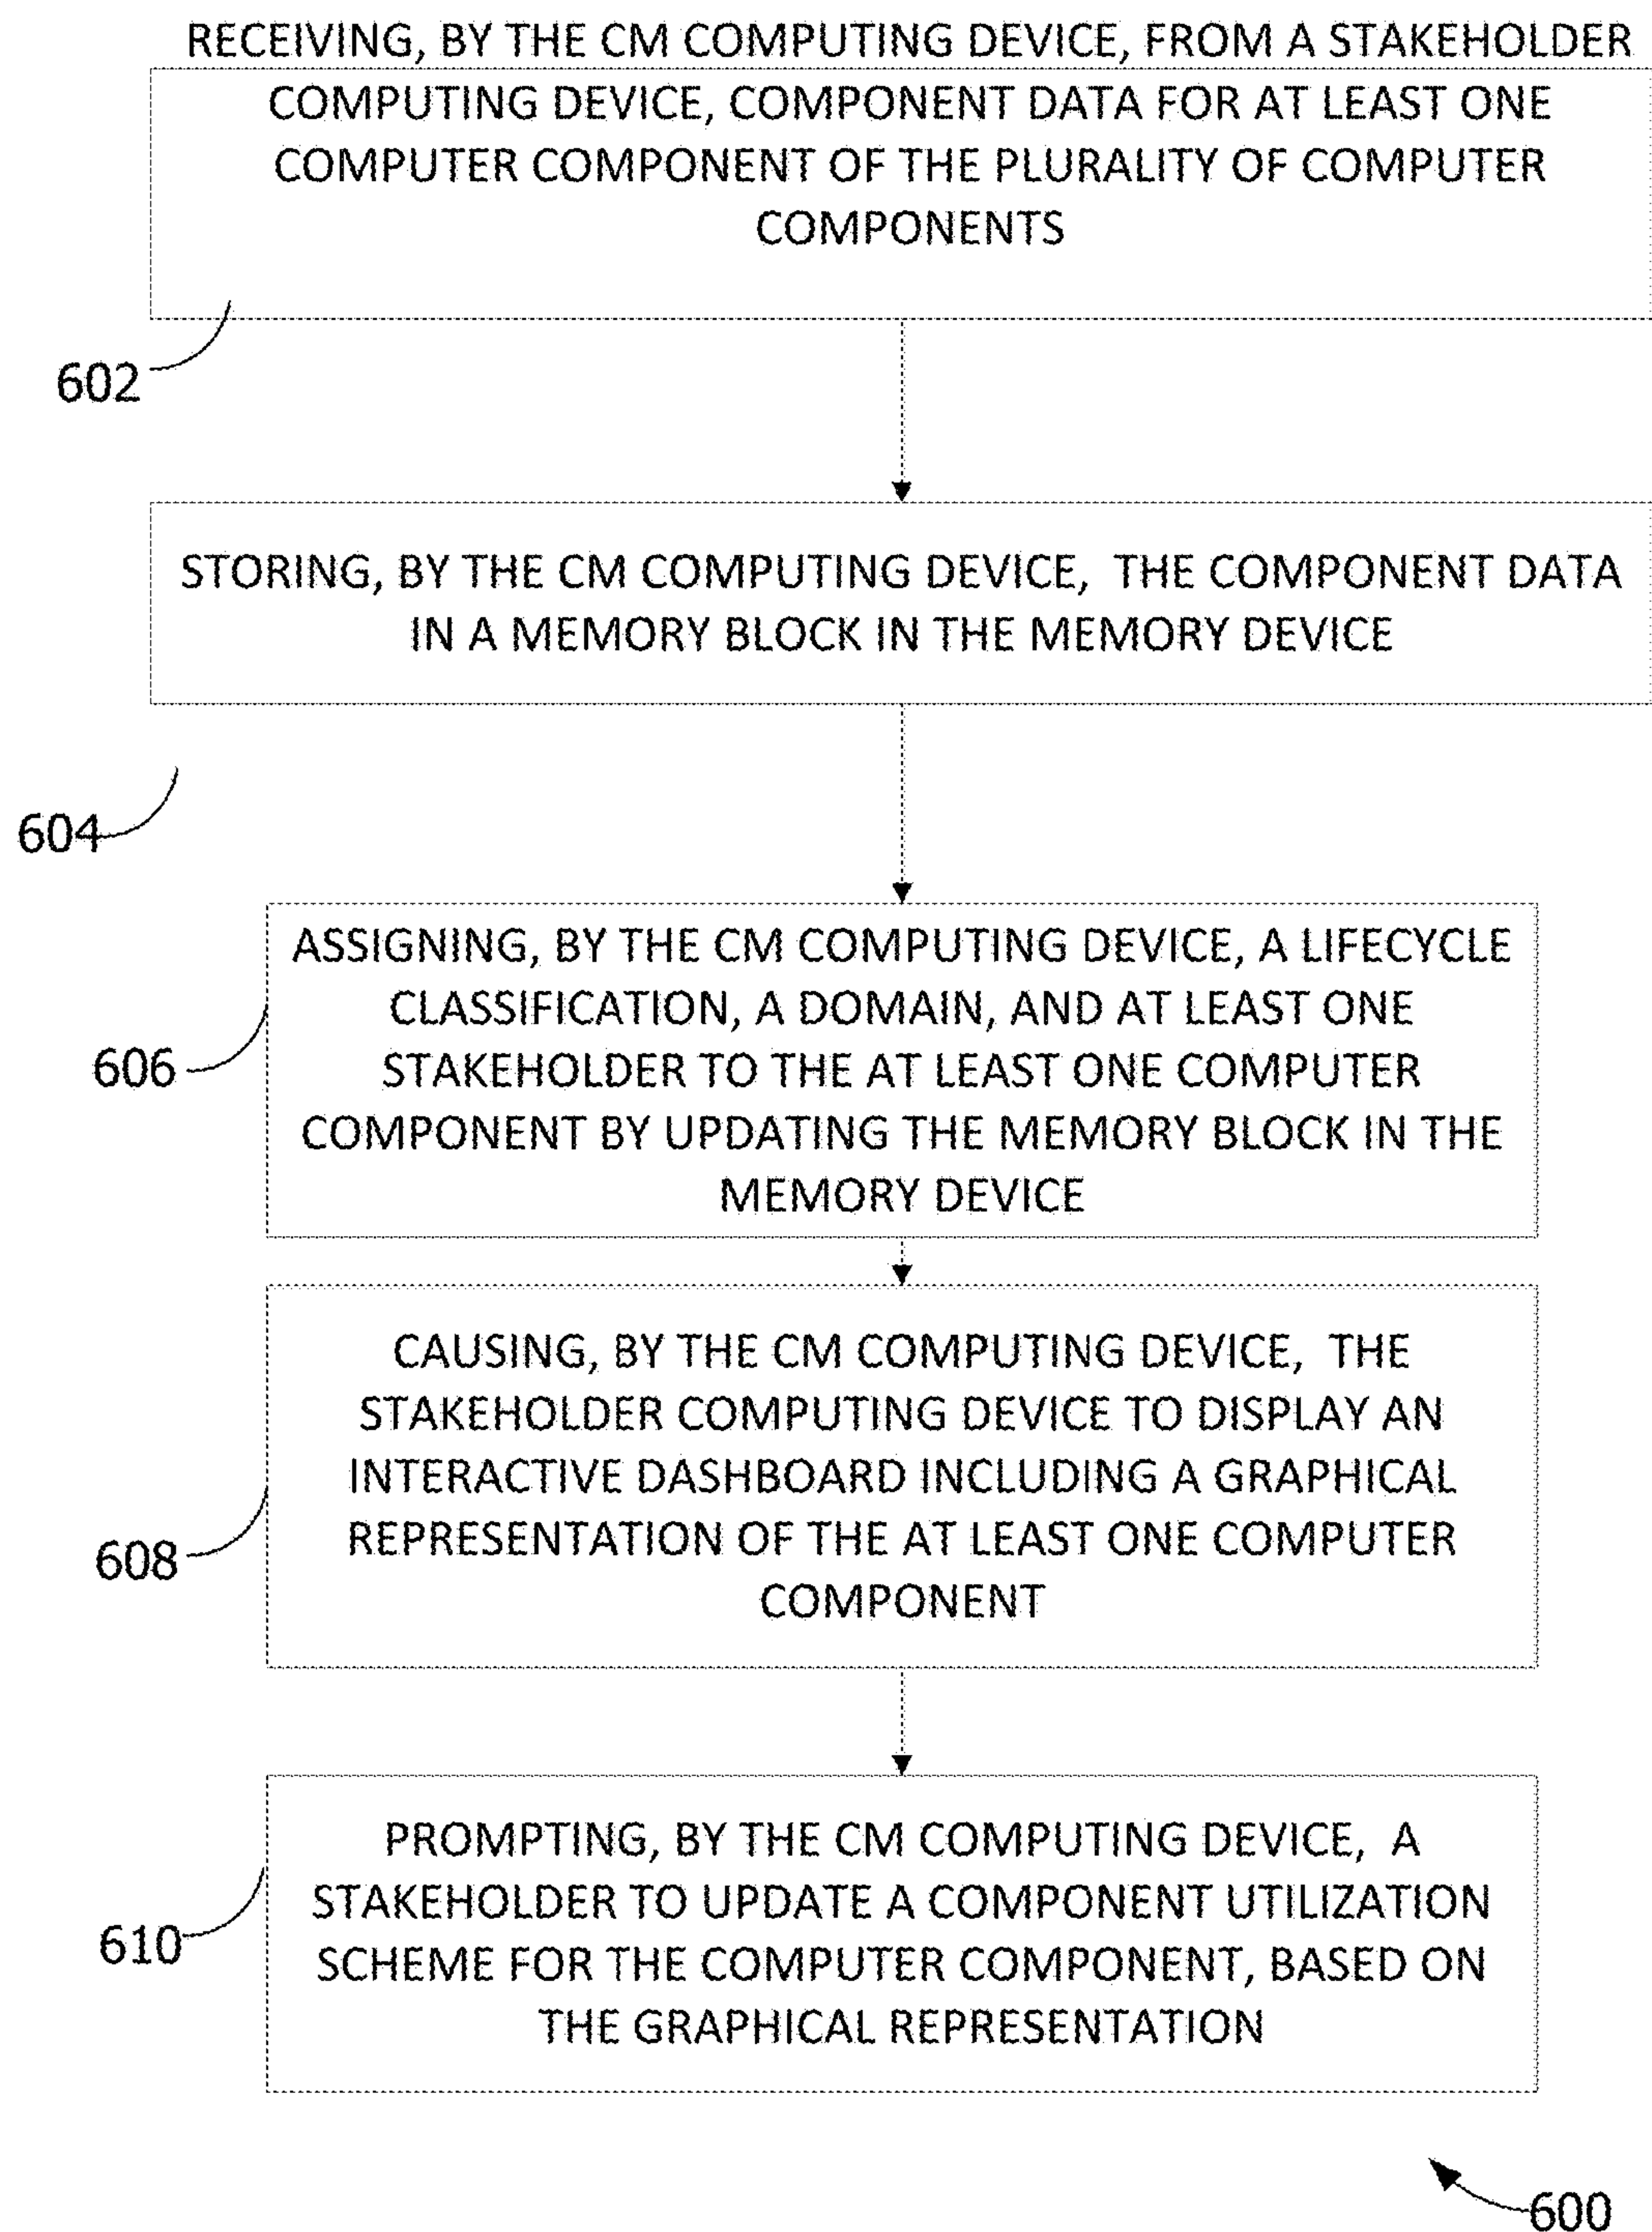 RECEIVING, BY THE CM COMPUTING DEVICE, FROM A STAKEHOLDER
COMPUTING DEVICE, COMPONENT DATA FOR AT LEAST ONE
COMPUTER COMPONENT OF THE PLURALITY OF COMPUTER
COMPONENTS
602
STORING, BY THE CM COMPUTING DEVICE, THE COMPONENT DATA
IN A MEMORY BLOCK IN THE MEMORY DEVICE
604
ASSIGNING, BY THE CM COMPUTING DEVICE, A LIFECYCLE
CLASSIFICATION, A DOMAIN, AND AT LEAST ONE
STAKEHOLDER TO THE AT LEAST ONE COMPUTER
COMPONENT BY UPDATING THE MEMORY BLOCK IN THE
MEMORY DEVICE
606
CAUSING, BY THE CM COMPUTING DEVICE, THE
STAKEHOLDER COMPUTING DEVICE TO DISPLAY AN
INTERACTIVE DASHBOARD INCLUDING A GRAPHICAL
REPRESENTATION OF THE AT LEAST ONE COMPUTER
COMPONENT
608
PROMPTING, BY THE CM COMPUTING DEVICE, A
STAKEHOLDER TO UPDATE A COMPONENT UTILIZATION
SCHEME FOR THE COMPUTER COMPONENT, BASED ON
THE GRAPHICAL REPRESENTATION
610
600